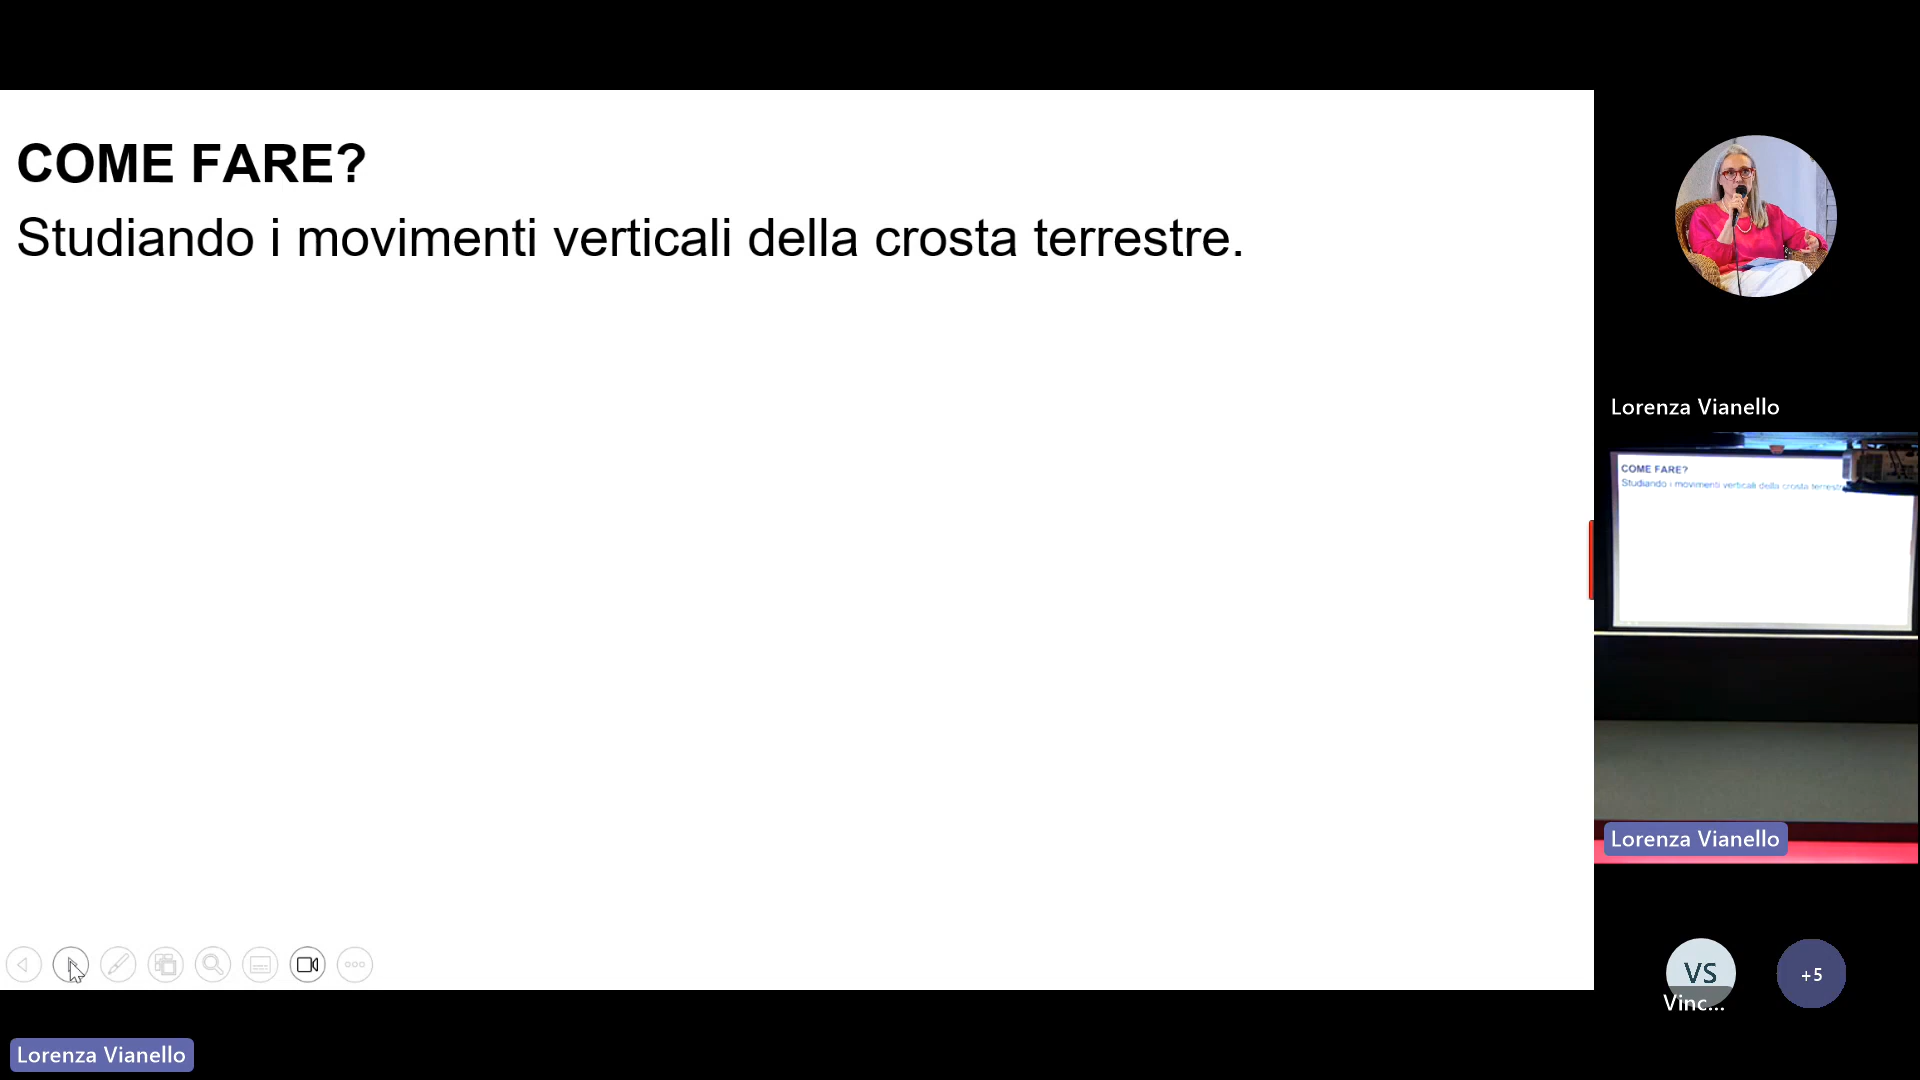 COME FARE?
Studiando i movimenti verticali della crosta terrestre.
Lorenza Vianello
COME FARE?
Studiando i movimenti verticali della crosta
Lorenza Vianello
VS
Vinc...
+5
Lorenza Vianello